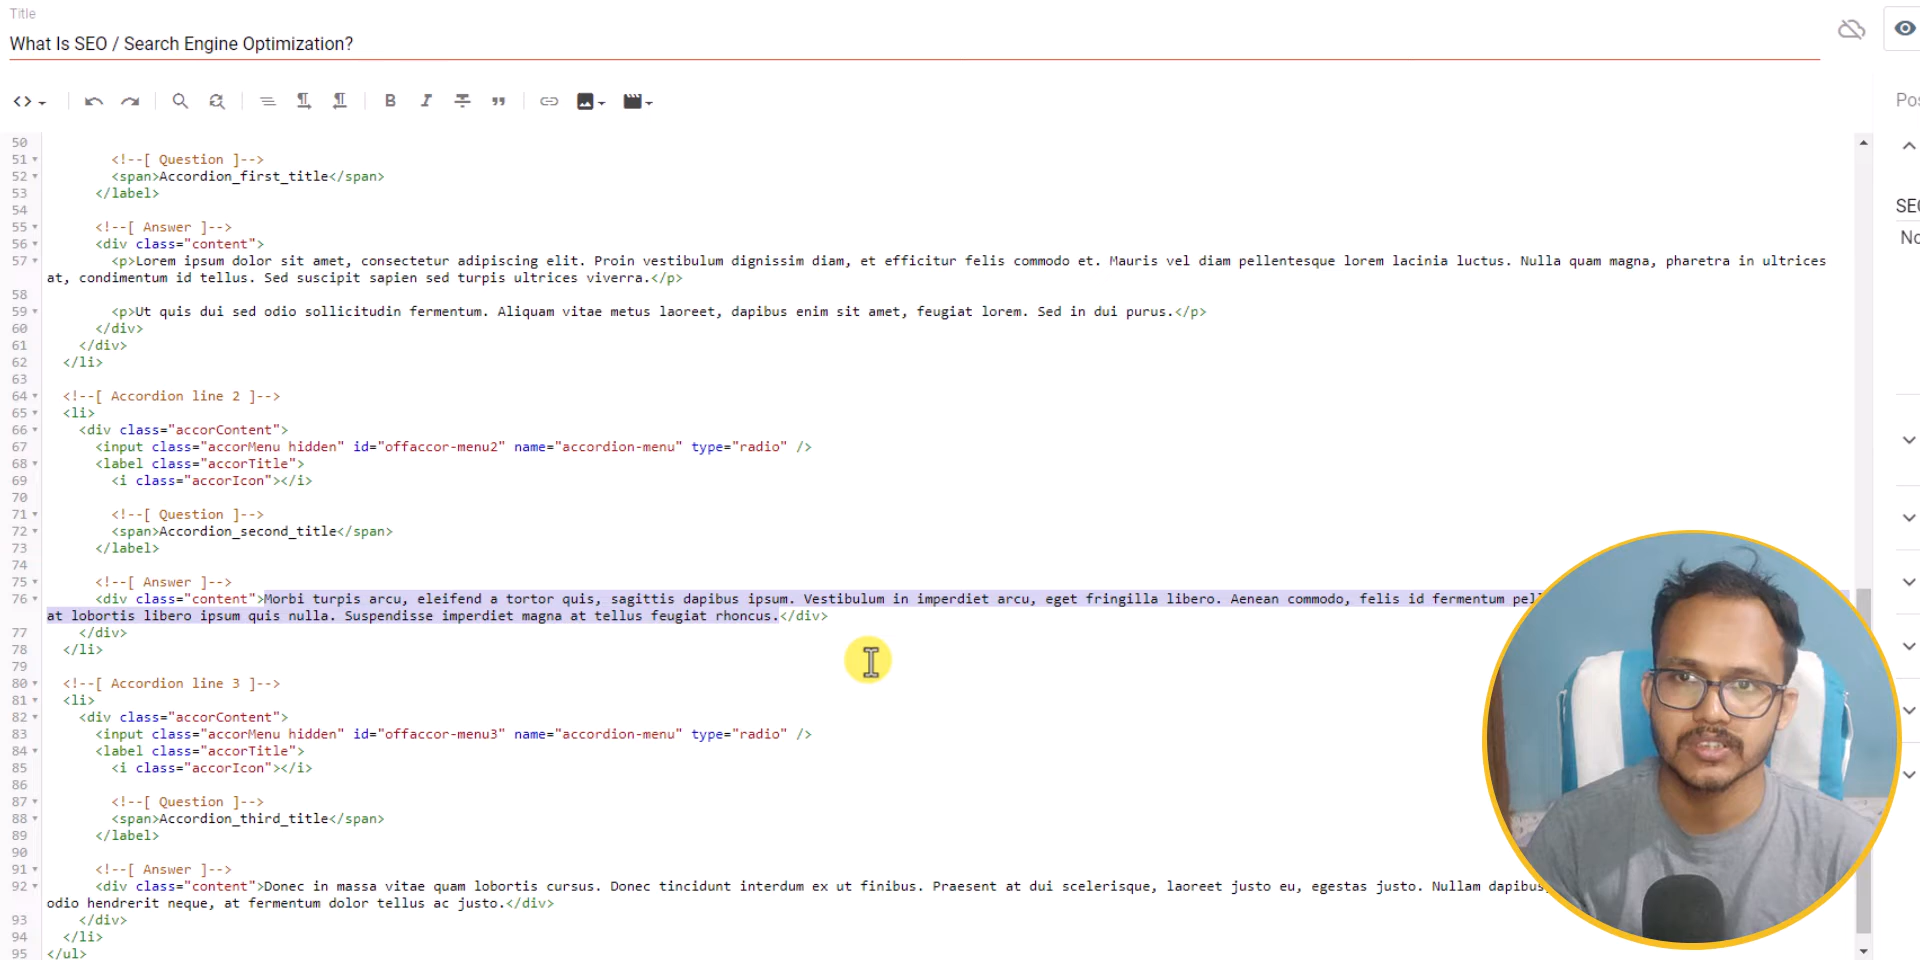 Title
What Is SEO / Search Engine Optimization?
50
51 <!--[ Question ]-->
52 <span>Accordion_first_title</span>
53 </label>
54
55 <!--[ Answer ]-->
56 <div class="content">
57 <p>Lorem ipsum dolor sit amet, consectetur adipiscing elit. Proin vestibulum dignissim diam, et efficitur felis commodo et. Mauris vel diam pellentesque lorem lacinia luctus. Nulla quam magna, pharetra in ultrices
at, condimentum id tellus. Sed suscipit sapien sed turpis ultrices viverra.</p>
58
59 <p>Ut quis dui sed odio sollicitudin fermentum. Aliquam vitae metus laoreet, dapibus enim sit amet, feugiat lorem. Sed in dui purus.</p>
60 </div>
61 </div>
62 </li>
63
64 <!--[ Accordion line 2 ]-->
65 <li>
66 <div class="accorContent">
67 <input class="accorMenu hidden" id="offaccor-menu2" name="accordion-menu" type="radio" />
68 <label class="accorTitle">
69 <i class="accorIcon"></i>
70
71 <!--[ Question ]-->
72 <span>Accordion_second_title</span>
73 </label>
74
75 <!--[ Answer ]-->
76 <div class="content">Morbi turpis arcu, eleifend a tortor quis, sagittis dapibus ipsum. Vestibulum in imperdiet arcu, eget fringilla libero. Aenean commodo, felis id fermentum
at lobortis libero ipsum quis nulla. Suspendisse imperdiet magna at tellus feugiat rhoncus.</div>
77 </div>
78 </li>
79
80 <!--[ Accordion line 3 ]-->
81 <li>
82 <div class="accorContent">
83 <input class="accorMenu hidden" id="offaccor-menu3" name="accordion-menu" type="radio" />
84 <label class="accorTitle">
85 <i class="accorIcon"></i>
86
87 <!--[ Question ]-->
88 <span>Accordion_third_title</span>
89 </label>
90
91 <!--[ Answer ]-->
92 <div class="content">Donec in massa vitae quam lobortis cursus. Donec tincidunt interdum ex ut finibus. Praesent at dui scelerisque, laoreet justo eu, egestas justo. Nullam dapibus
odio hendrerit neque, at fermentum dolor tellus ac justo.</div>
93 </div>
94 </li>
95 </ul>